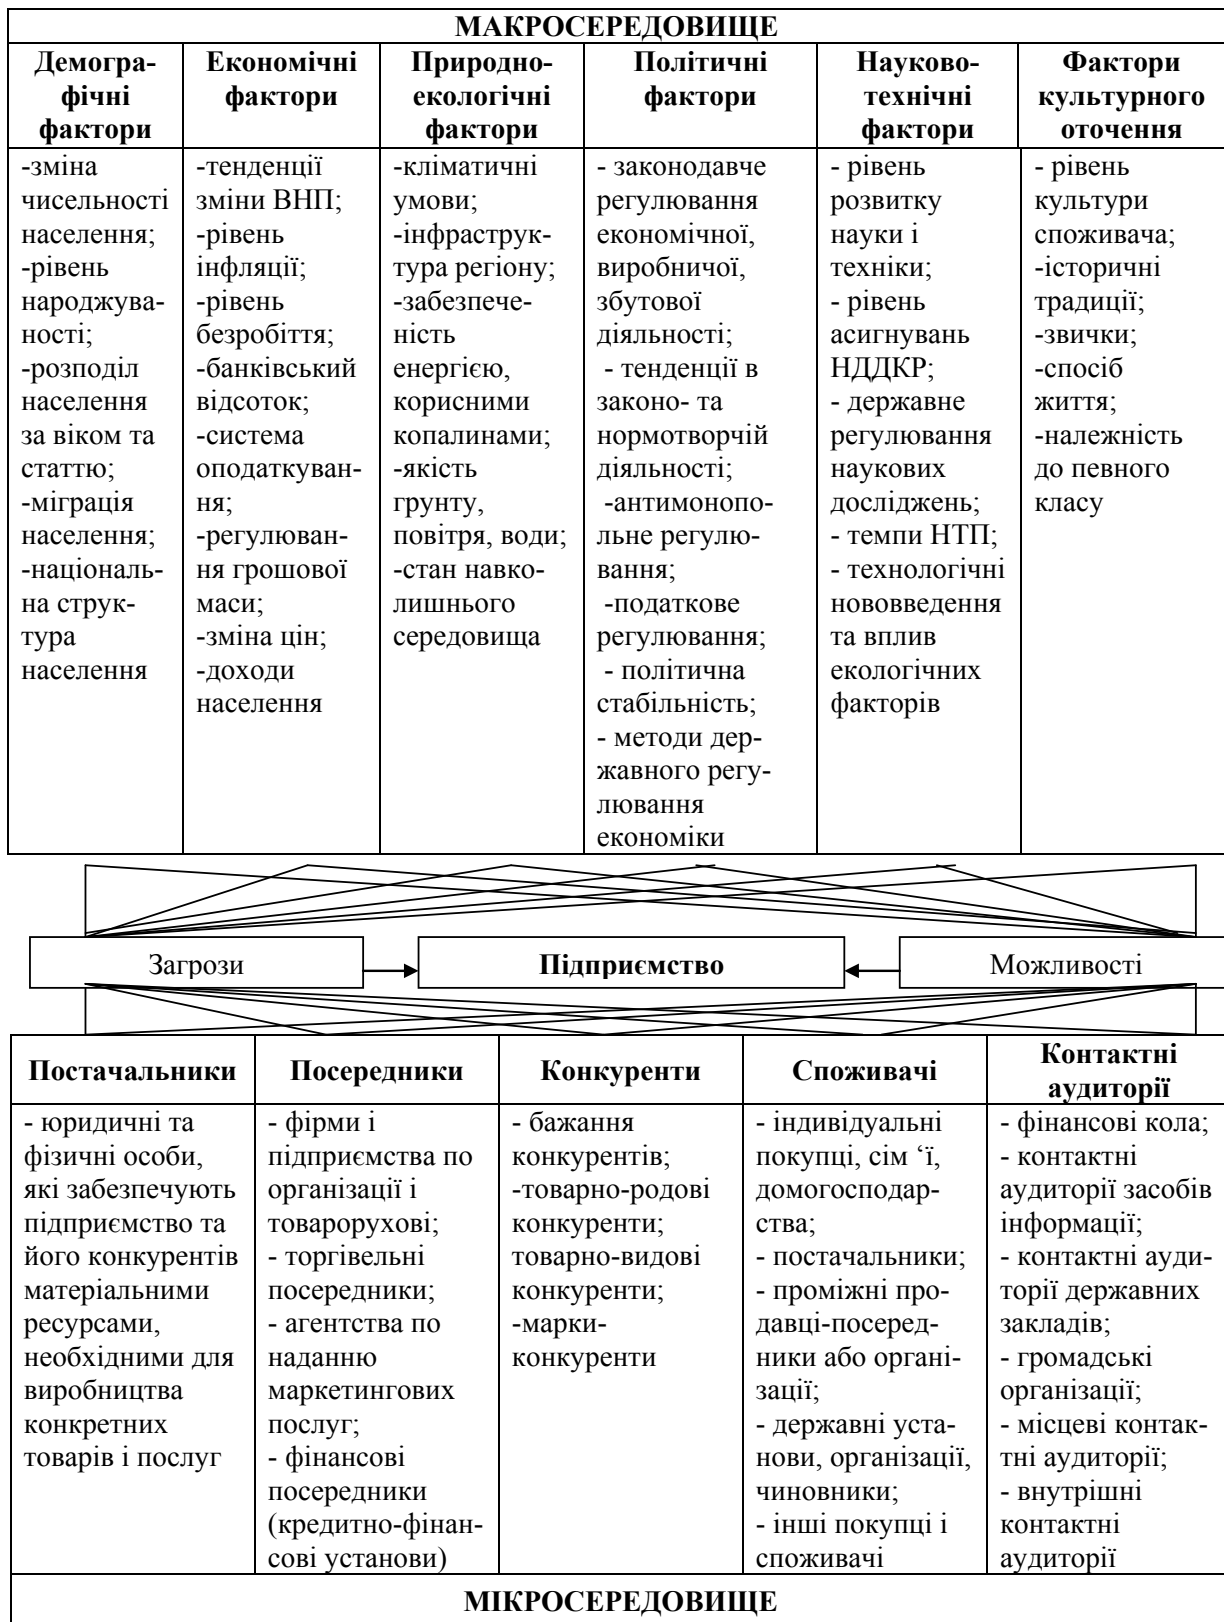 МАКРОСЕРЕДОВИЩЕ
Демогра-
фічні
фактори
Економічні
фактори
Природно-
екологічні
фактори
Політичні
фактори
Науково-
технічні
фактори
Фактори
культурного
оточення
-зміна
чисельності
населення;
-рівень
народжува-
ності;
-розподіл
населення
за віком та
статтю;
-міграція
населення;
-національ-
на струк-
тура
населення
-тенденції
зміни ВНП;
-рівень
інфляції;
-рівень
безробіття;
-банківський
відсоток;
-система
оподаткуван-
ня;
-регулюван-
ня грошової
маси;
-зміна цін;
-доходи
населення
-кліматичні
умови;
-інфраструк-
тура регіону;
-забезпече-
ність
енергією,
корисними
копалинами;
-якість
грунту,
повітря, води;
-стан навко-
лишнього
середовища
- законодавче
регулювання
економічної,
виробничої,
збутової
діяльності;
- тенденції в
законо- та
нормотворчій
діяльності;
-антимонопо-
льне регулю-
вання;
-податкове
регулювання;
- політична
стабільність;
- методи дер-
жавного регу-
лювання
економіки
- рівень
розвитку
науки і
техніки;
- рівень
асигнувань
НДДКР;
- державне
регулювання
наукових
досліджень;
- темпи НТП;
- технологічні
нововведення
та вплив
екологічних
факторів
- рівень
культури
споживача;
-історичні
традиції;
-звички;
-спосіб
життя;
-належність
до певного
класу
Загрози
Підприємство
Можливості
Постачальники
Посередники
Конкуренти
Споживачі
Контактні
аудиторії
- юридичні та
фізичні особи,
які забезпечують
підприємство та
його конкурентів
матеріальними
ресурсами,
необхідними для
виробництва
конкретних
товарів і послуг
- фірми і
підприємства по
організації і
товарорухові;
- торгівельні
посередники;
- агентства по
наданню
маркетингових
послуг;
- фінансові
посередники
(кредитно-фінан-
сові установи)
- бажання
конкурентів;
-товарно-родові
конкуренти;
товарно-видові
конкуренти;
-марки-
конкуренти
- індивідуальні
покупці, сім ‘ї,
домогосподар-
ства;
- постачальники;
- проміжні про-
давці-посеред-
ники або органі-
зації;
- державні уста-
нови, організації,
чиновники;
- інші покупці і
споживачі
- фінансові кола;
- контактні
аудиторії засобів
інформації;
- контактні ауди-
торії державних
закладів;
- громадські
організації;
- місцеві контак-
тні аудиторії;
- внутрішні
контактні
аудиторії
МІКРОСЕРЕДОВИЩЕ